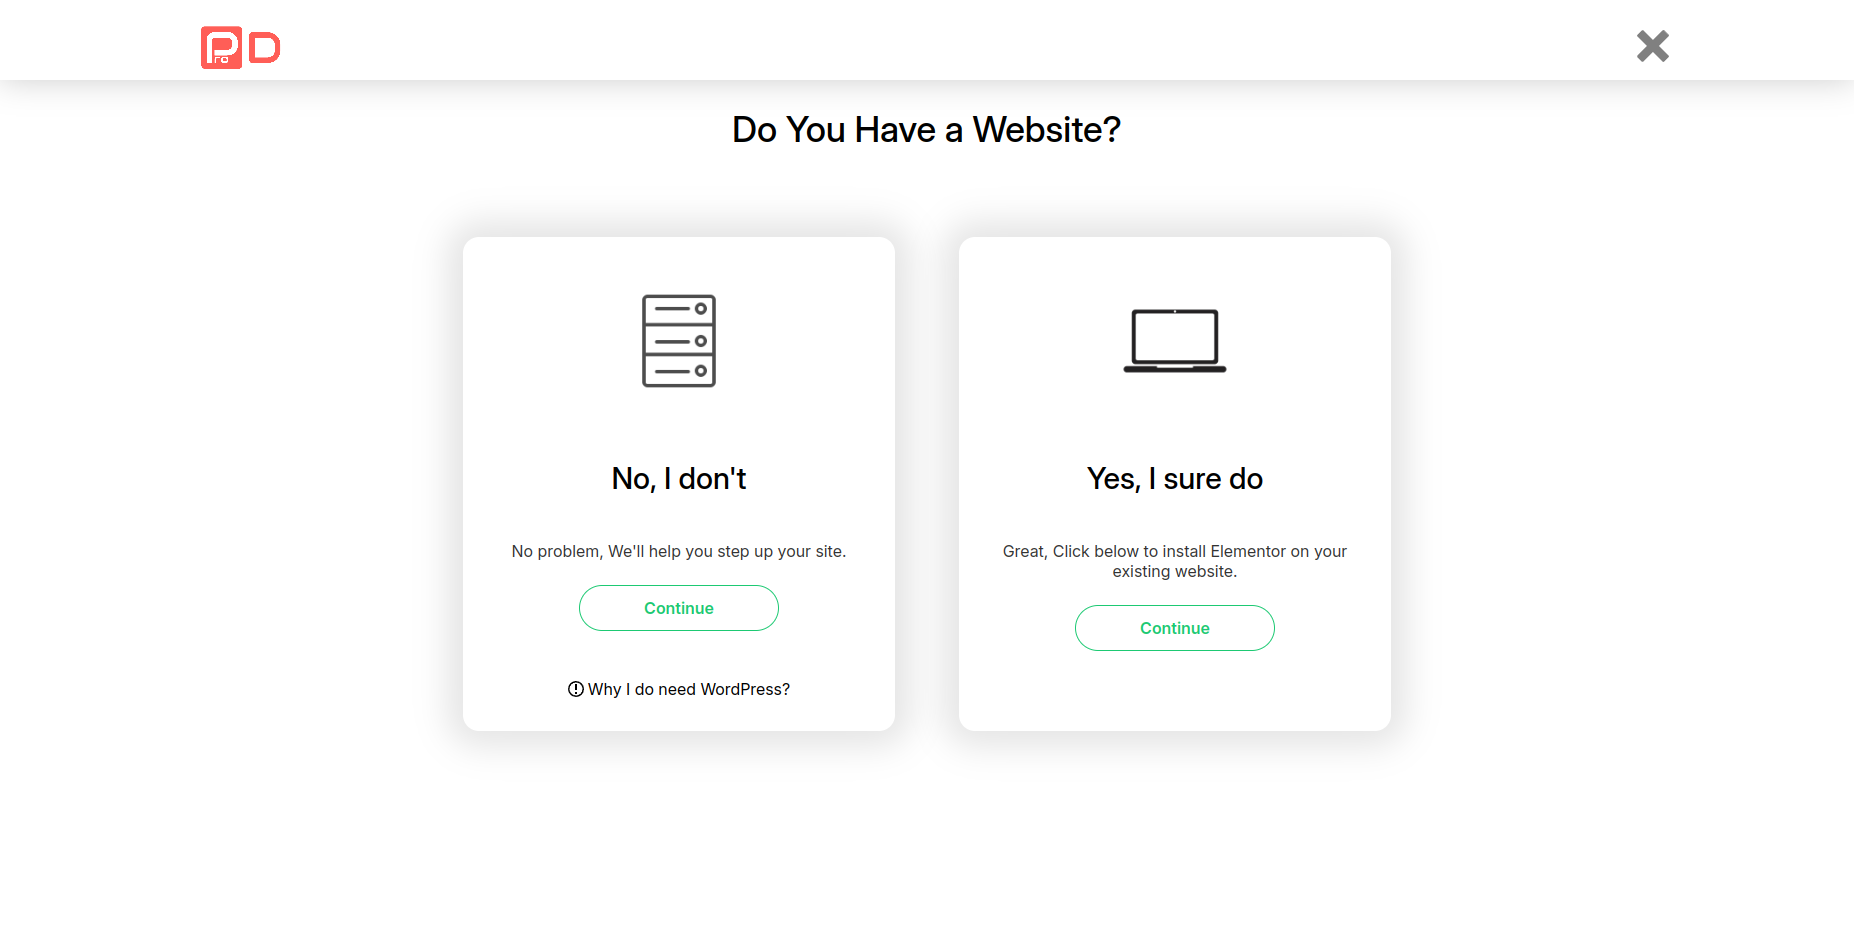 Pro D
Do You Have a Website?
No, I don't
No problem, We'll help you step up your site.
Continue
Why I do need WordPress?
Yes, I sure do
Great, Click below to install Elementor on your
existing website.
Continue